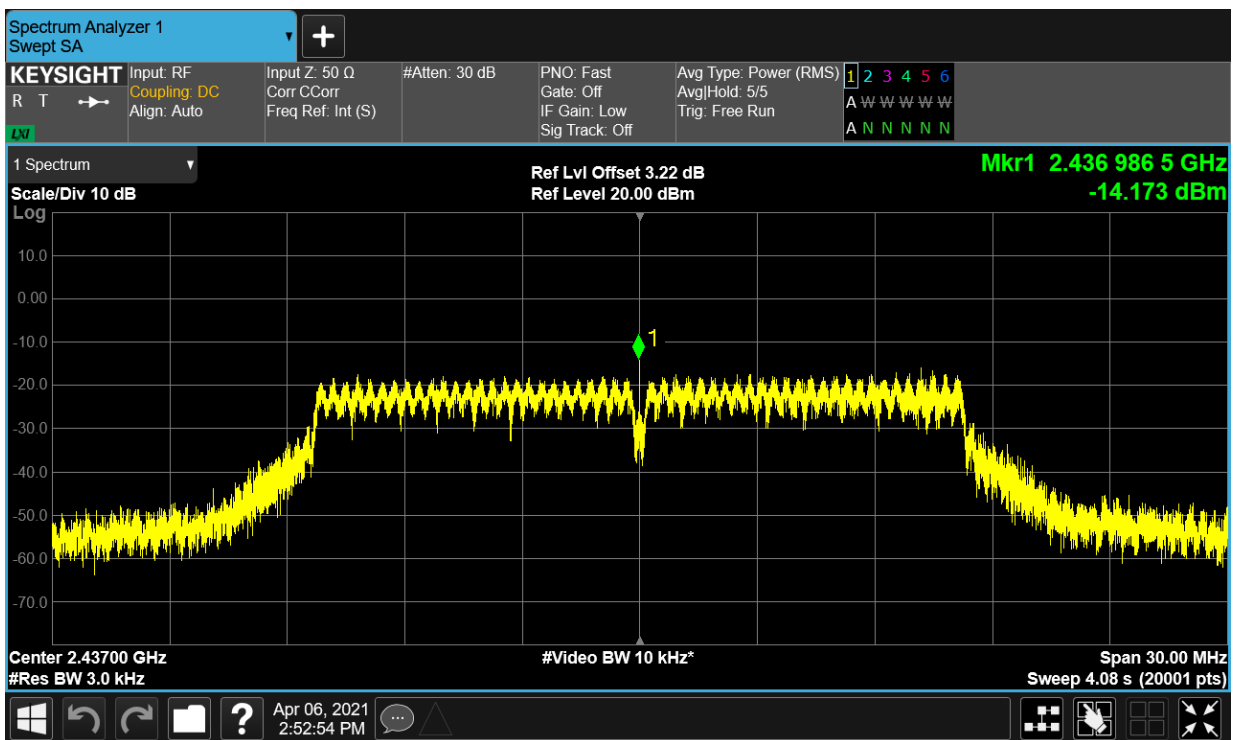 Spectrum Analyzer 1
Swept SA
KEYSIGHT
R T
LXI
Input: RF
Coupling: DC
Align: Auto
Input Z: 50 Ω
Corr CCorr
Freq Ref: Int (S)
#Atten: 30 dB
PNO: Fast
Gate: Off
IF Gain: Low
Sig Track: Off
Avg Type: Power (RMS)
Avg|Hold: 5/5
Trig: Free Run
1 2 3 4 5 6
A W W W W W
A N N N N N
1 Spectrum
Scale/Div 10 dB
Log
Ref Lvl Offset 3.22 dB
Ref Level 20.00 dBm
Mkr1 2.436 986 5 GHz
-14.173 dBm
10.0
0.00
-10.0
1
-20.0
-30.0
-40.0
-50.0
-60.0
-70.0
Center 2.43700 GHz
#Res BW 3.0 kHz
#Video BW 10 kHz*
Span 30.00 MHz
Sweep 4.08 s (20001 pts)
?
Apr 06, 2021
2:52:54 PM